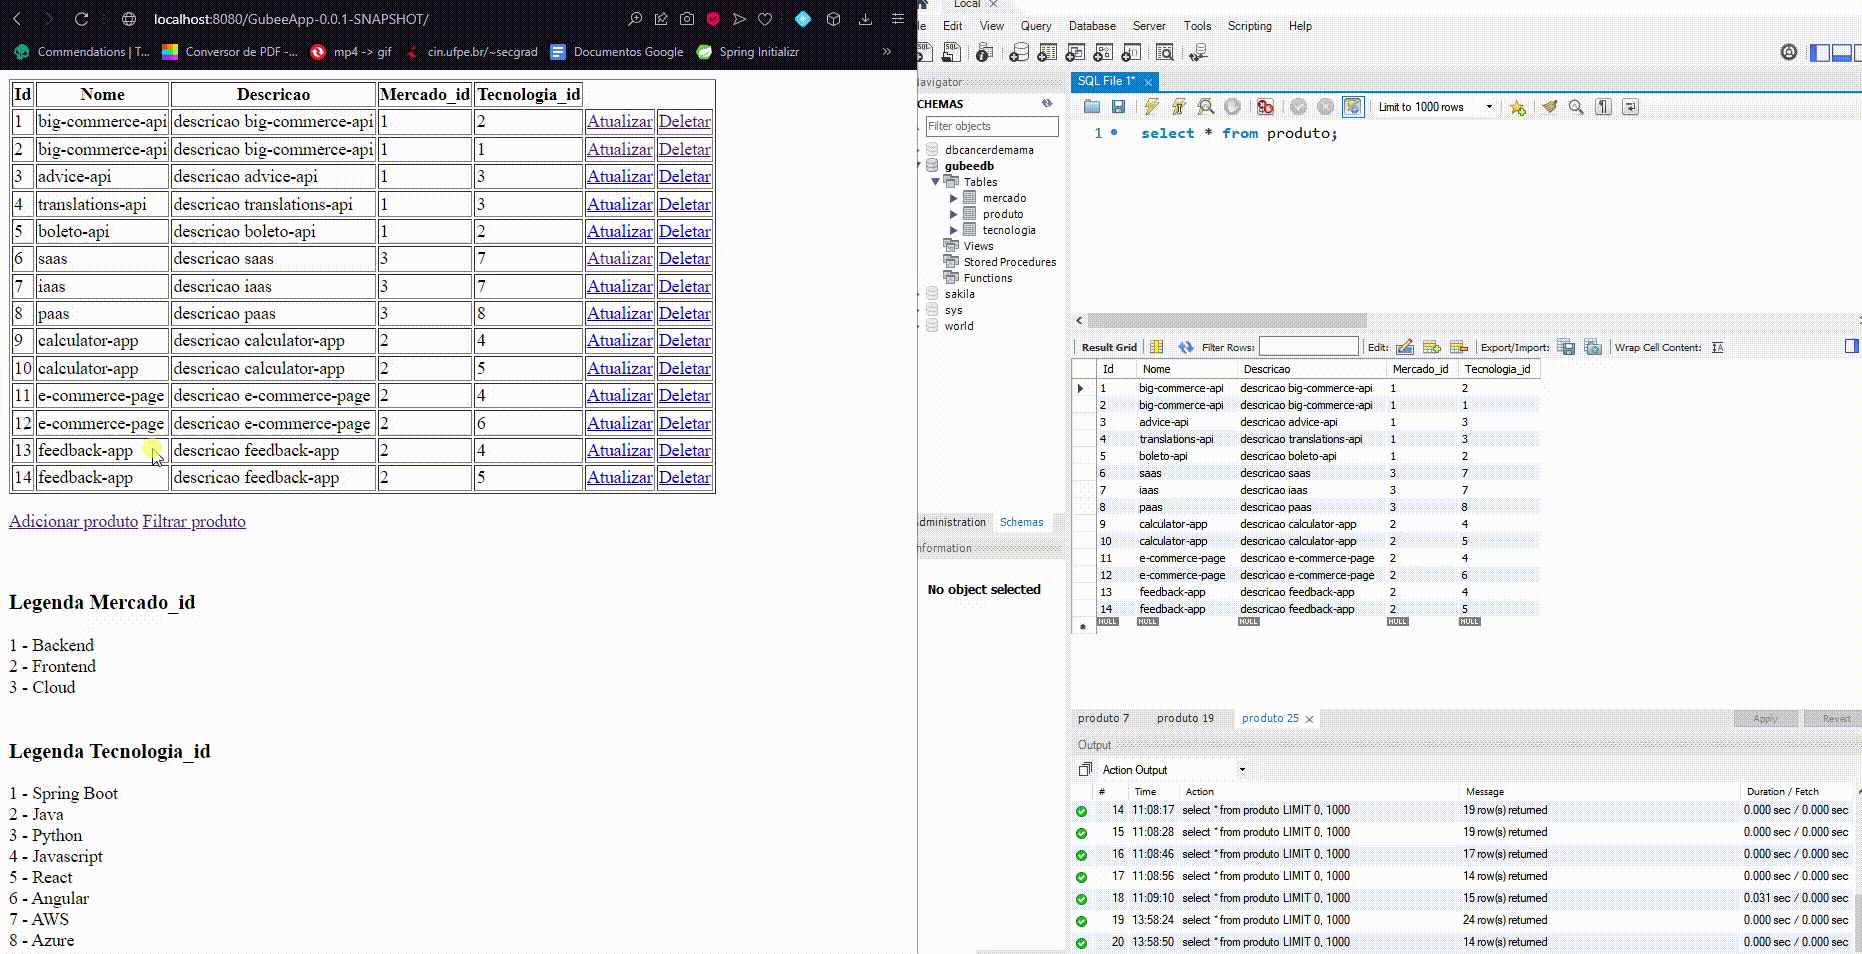 localhost:8080/GubeeApp-0.0.1-SNAPSHOT/
Commendations | T... Conversor de PDF -... mp4 -> gif cin.ufpe.br/~secgrad Documentos Google Spring Initializr »
Id Nome Descricao Mercado_id Tecnologia_id
1 big-commerce-api descricao big-commerce-api 1 2 Atualizar Deletar
2 big-commerce-api descricao big-commerce-api 1 1 Atualizar Deletar
3 advice-api descricao advice-api 1 3 Atualizar Deletar
4 translations-api descricao translations-api 1 3 Atualizar Deletar
5 boleto-api descricao boleto-api 1 2 Atualizar Deletar
6 saas descricao saas 3 7 Atualizar Deletar
7 iaas descricao iaas 3 7 Atualizar Deletar
8 paas descricao paas 3 8 Atualizar Deletar
9 calculator-app descricao calculator-app 2 4 Atualizar Deletar
10 calculator-app descricao calculator-app 2 5 Atualizar Deletar
11 e-commerce-page descricao e-commerce-page 2 4 Atualizar Deletar
12 e-commerce-page descricao e-commerce-page 2 6 Atualizar Deletar
13 feedback-app descricao feedback-app 2 4 Atualizar Deletar
14 feedback-app descricao feedback-app 2 5 Atualizar Deletar
Adicionar produto Filtrar produto
Legenda Mercado_id
1 - Backend
2 - Frontend
3 - Cloud
Legenda Tecnologia_id
1 - Spring Boot
2 - Java
3 - Python
4 - Javascript
5 - React
6 - Angular
7 - AWS
8 - Azure
Local
le Edit View Query Database Server Tools Scripting Help
avigator
CHEMAS
Filter objects
dbcancerdemama
gubeedb
Tables
mercado
produto
tecnologia
Views
Stored Procedures
Functions
sakila
sys
world
dministration Schemas
nformation
No object selected
SQL File 1*
Limit to 1000 rows
1 select * from produto;
Result Grid Filter Rows: Edit: Export/Import: Wrap Cell Content:
Id Nome Descricao Mercado_id Tecnologia_id
1 big-commerce-api descricao big-commerce-api 1 2
2 big-commerce-api descricao big-commerce-api 1 1
3 advice-api descricao advice-api 1 3
4 translations-api descricao translations-api 1 3
5 boleto-api descricao boleto-api 1 2
6 saas descricao saas 3 7
7 iaas descricao iaas 3 7
8 paas descricao paas 3 8
9 calculator-app descricao calculator-app 2 4
10 calculator-app descricao calculator-app 2 5
11 e-commerce-page descricao e-commerce-page 2 4
12 e-commerce-page descricao e-commerce-page 2 6
13 feedback-app descricao feedback-app 2 4
14 feedback-app descricao feedback-app 2 5
NULL NULL NULL NULL NULL
produto 7 produto 19 produto 25 Apply Revert
Output
Action Output
# Time Action Message Duration / Fetch
14 11:08:17 select * from produto LIMIT 0, 1000 19 row(s) returned 0.000 sec / 0.000 sec
15 11:08:28 select * from produto LIMIT 0, 1000 19 row(s) returned 0.000 sec / 0.000 sec
16 11:08:46 select * from produto LIMIT 0, 1000 17 row(s) returned 0.000 sec / 0.000 sec
17 11:08:56 select * from produto LIMIT 0, 1000 14 row(s) returned 0.000 sec / 0.000 sec
18 11:09:10 select * from produto LIMIT 0, 1000 15 row(s) returned 0.031 sec / 0.000 sec
19 13:58:24 select * from produto LIMIT 0, 1000 24 row(s) returned 0.000 sec / 0.000 sec
20 13:58:50 select * from produto LIMIT 0, 1000 14 row(s) returned 0.000 sec / 0.000 sec